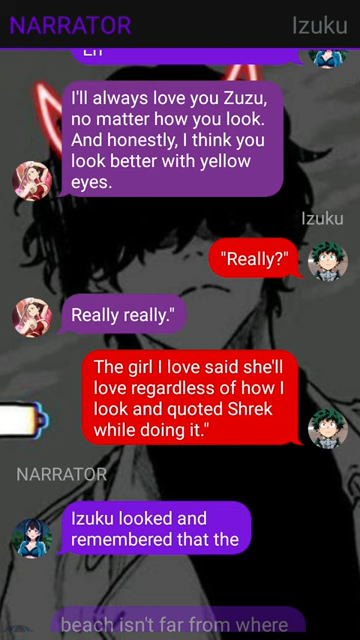 NARRATOR
Izuku
I'll always love you Zuzu,
no matter how you look.
And honestly, I think you
look better with yellow
eyes.
Izuku
"Really?"
Really really."
The girl I love said she'll
love regardless of how I
look and quoted Shrek
while doing it."
NARRATOR
Izuku looked and
remembered that the
beach isn't far from where